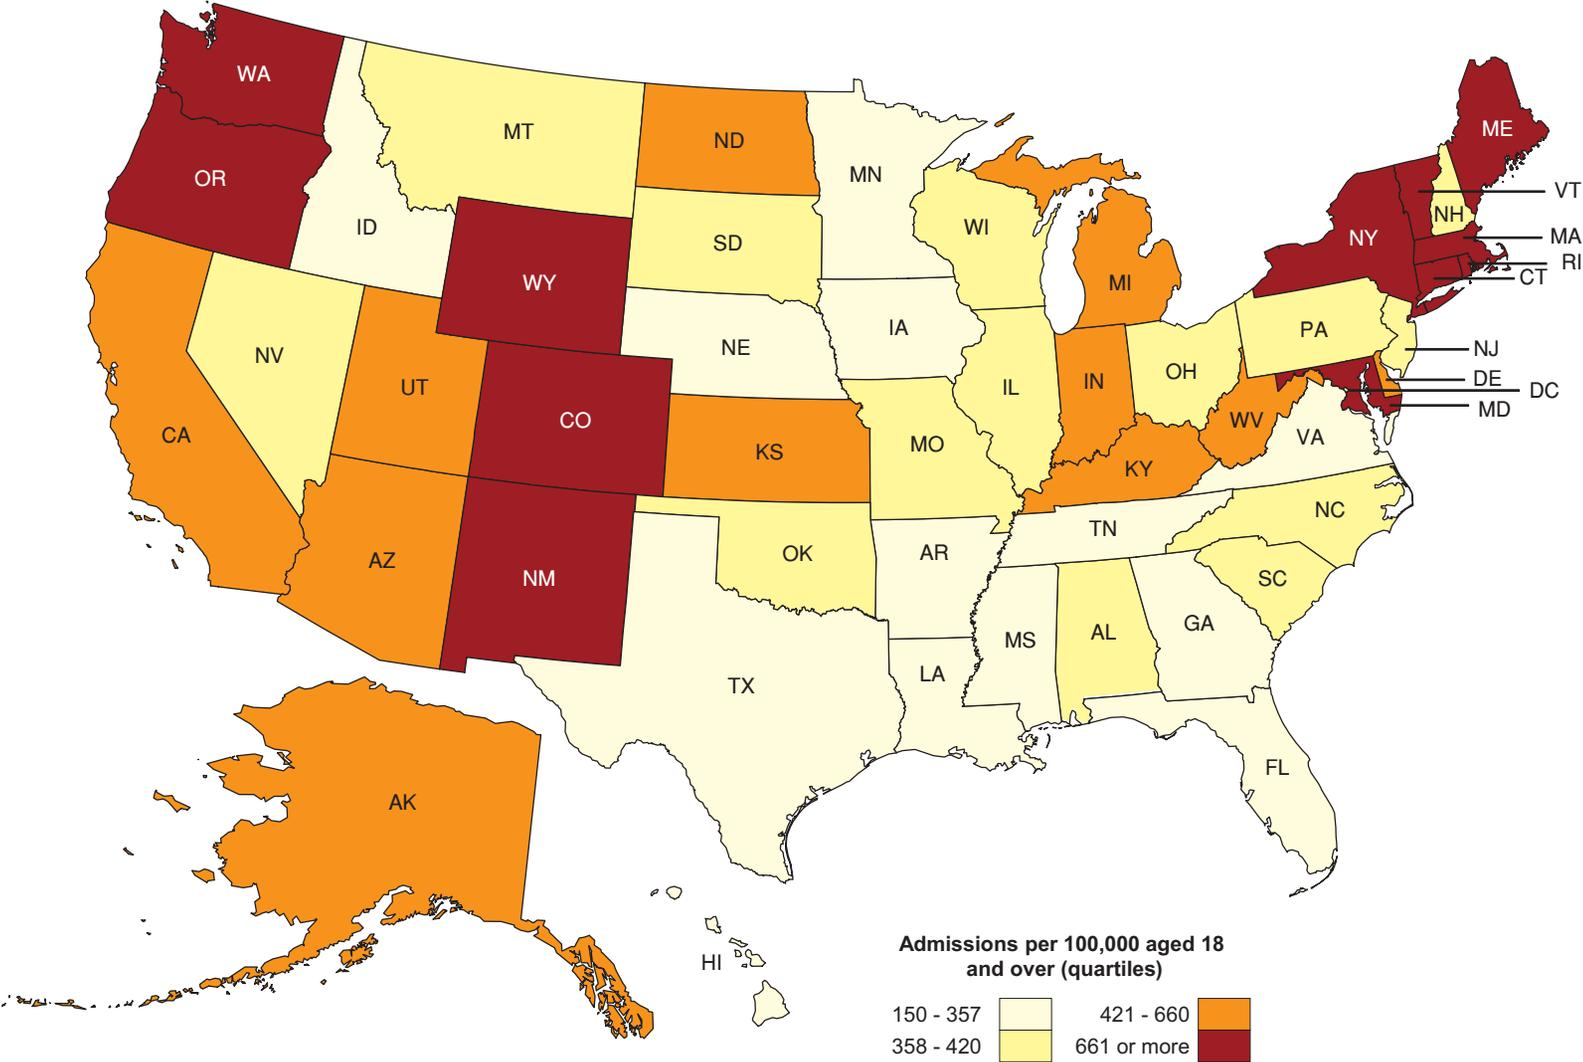 WA
ME
MT
ND
MN
OR
VT
NH
ID
WI
MA
NY
SD
RI
CT
WY
MI
IA
PA
NE
NJ
NV
OH
DE
IN
UT
IL
DC
MD
CO
WV
CA
VA
MO
KS
KY
NC
TN
AR
OK
AZ
NM
SC
GA
AL
MS
LA
TX
FL
AK
HI
Admissions per 100,000 aged 18
and over (quartiles)
150 - 357
421 - 660
358 - 420
661 or more